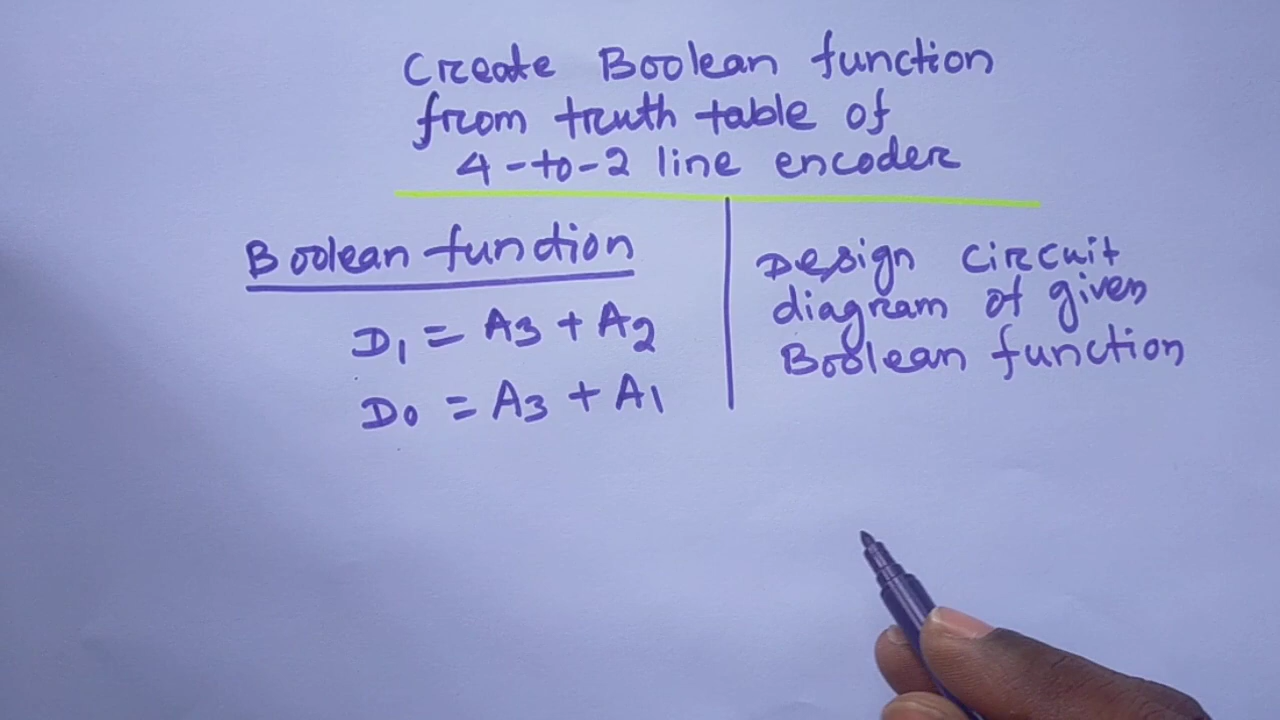 Create Boolean function
from truth table of
4-to-2 line encoder
Boolean function
D1 = A3 + A2
D0 = A3 + A1
Design circuit
diagram of given
Boolean function